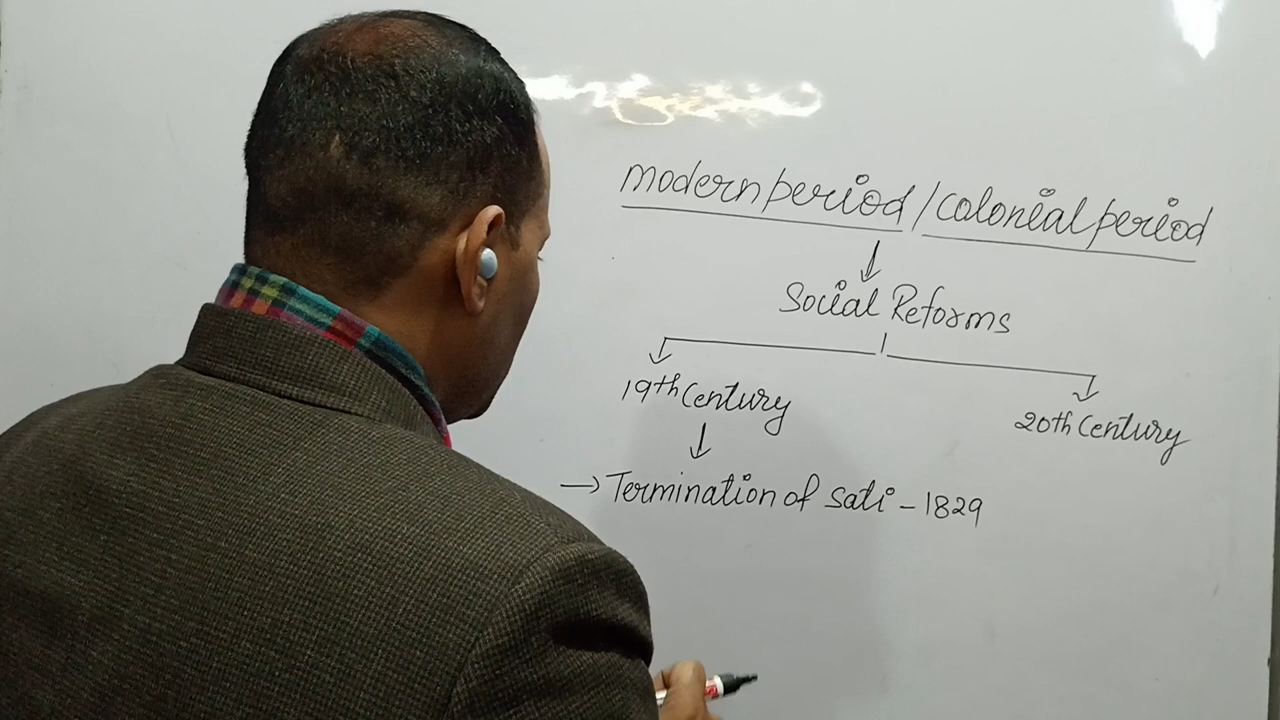 modern period / colonial period
Social Reforms
19th Century
20th Century
→ Termination of sati - 1829